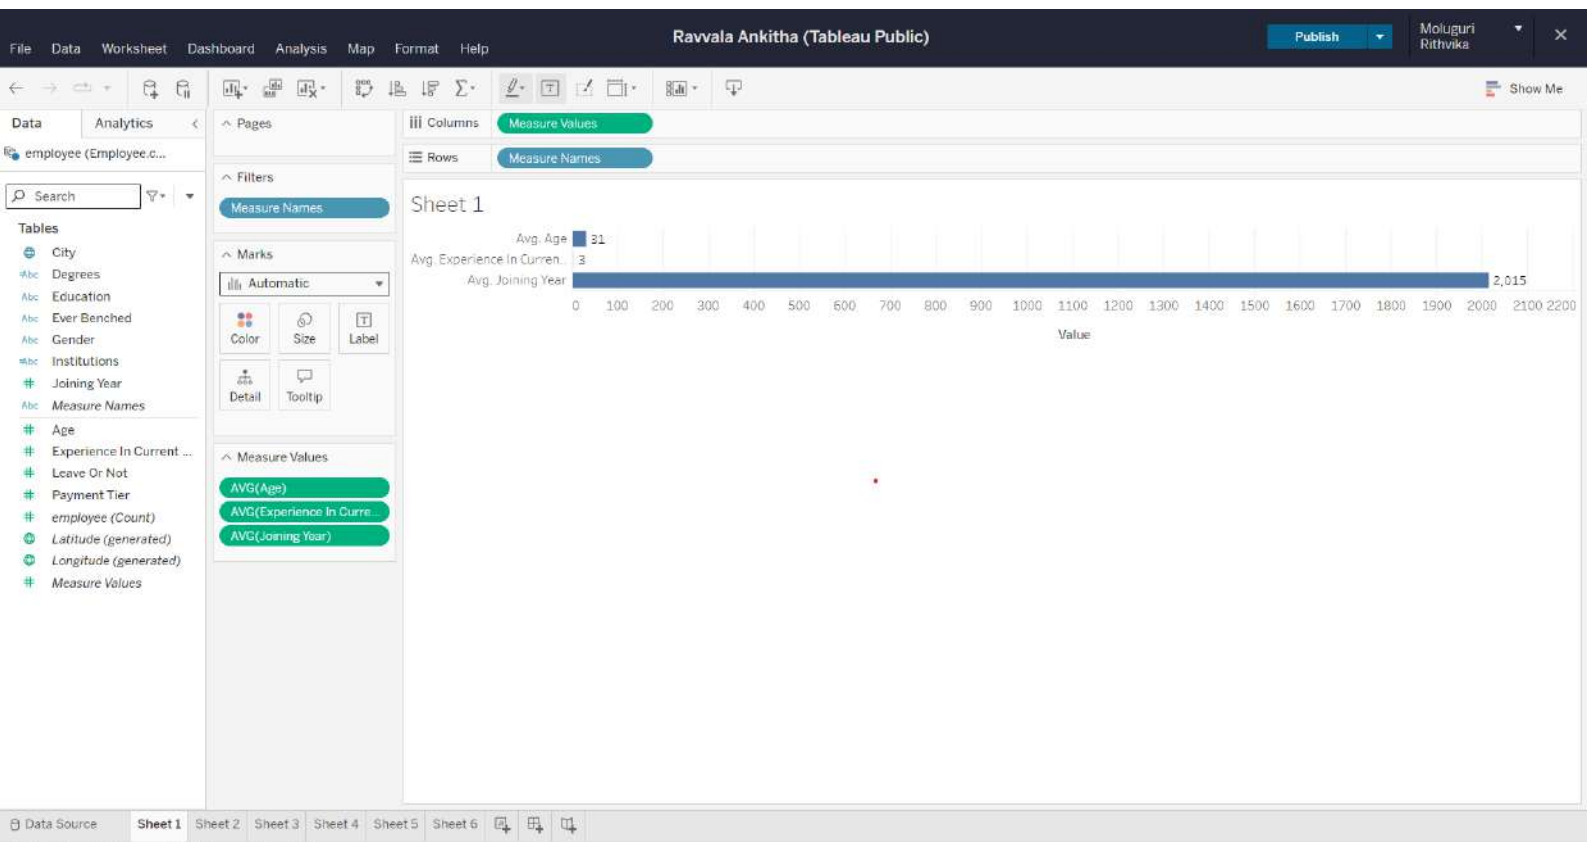 File Data Worksheet Dashboard Analysis Map Format Help
Ravvala Ankitha (Tableau Public)
Publish
Moluguri
Rithvika
Show Me
Data Analytics
employee (Employee.c...
Search
Tables
City
Abc Degrees
Abc Education
Abc Ever Benched
Abc Gender
Abc Institutions
# Joining Year
Abc Measure Names
# Age
# Experience In Current ...
# Leave Or Not
# Payment Tier
# employee (Count)
Latitude (generated)
Longitude (generated)
# Measure Values
Pages
Filters
Measure Names
Marks
Automatic
Color Size Label
Detail Tooltip
Measure Values
AVG(Age)
AVG(Experience In Curre...
AVG(Joining Year)
Columns Measure Values
Rows Measure Names
Sheet 1
Avg. Age 31
Avg. Experience In Curren.. 3
Avg. Joining Year 2,015
0 100 200 300 400 500 600 700 800 900 1000 1100 1200 1300 1400 1500 1600 1700 1800 1900 2000 2100 2200
Value
Data Source Sheet 1 Sheet 2 Sheet 3 Sheet 4 Sheet 5 Sheet 6